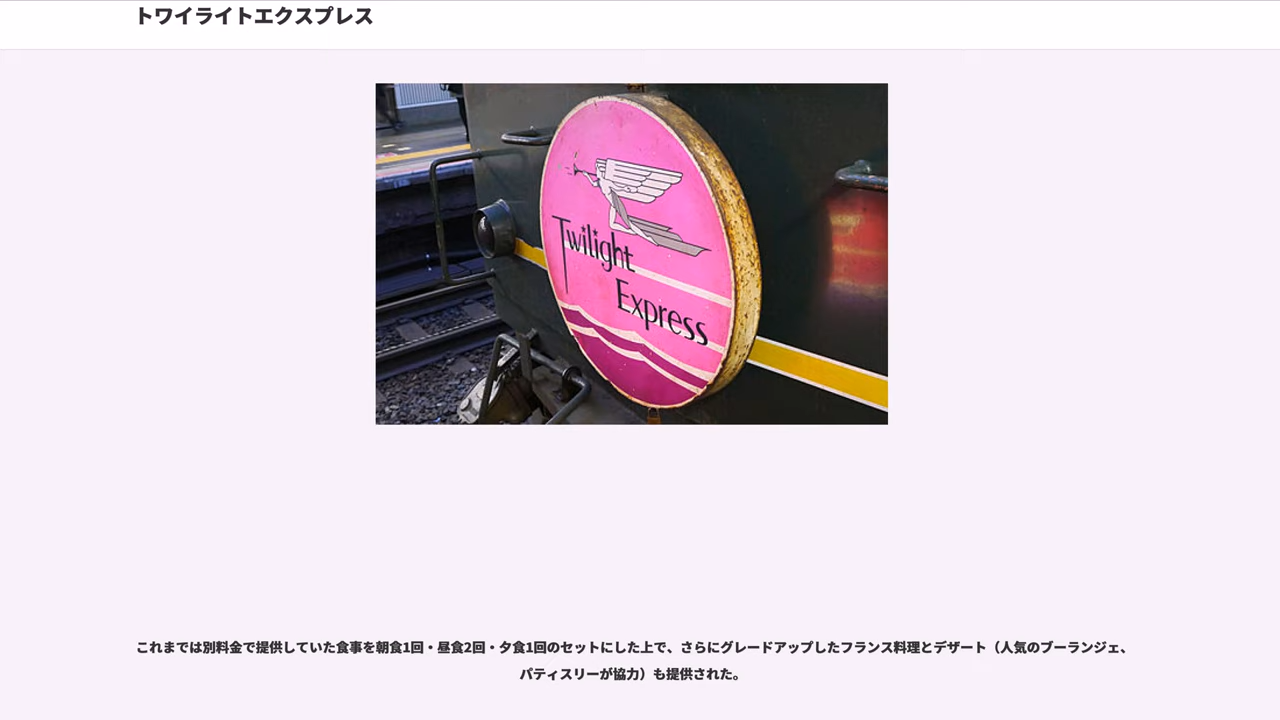 トワイライトエクスプレス
Twilight
Express
これまでは別料金で提供していた食事を朝食1回・昼食2回・夕食1回のセットにした上で、さらにグレードアップしたフランス料理とデザート（人気のブーランジェ、
パティスリーが協力）も提供された。